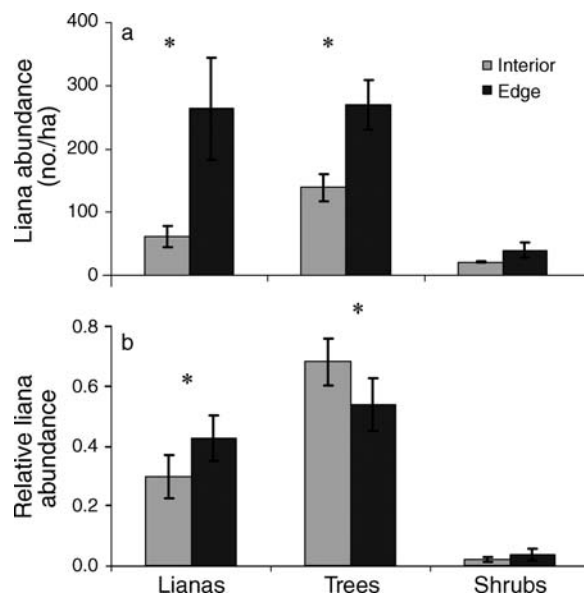 a
* *
Interior
Edge
Liana abundance
(no./ha)
400
300
200
100
0
b
*
*
Relative liana
abundance
0.8
0.6
0.4
0.2
0.0
Lianas Trees Shrubs